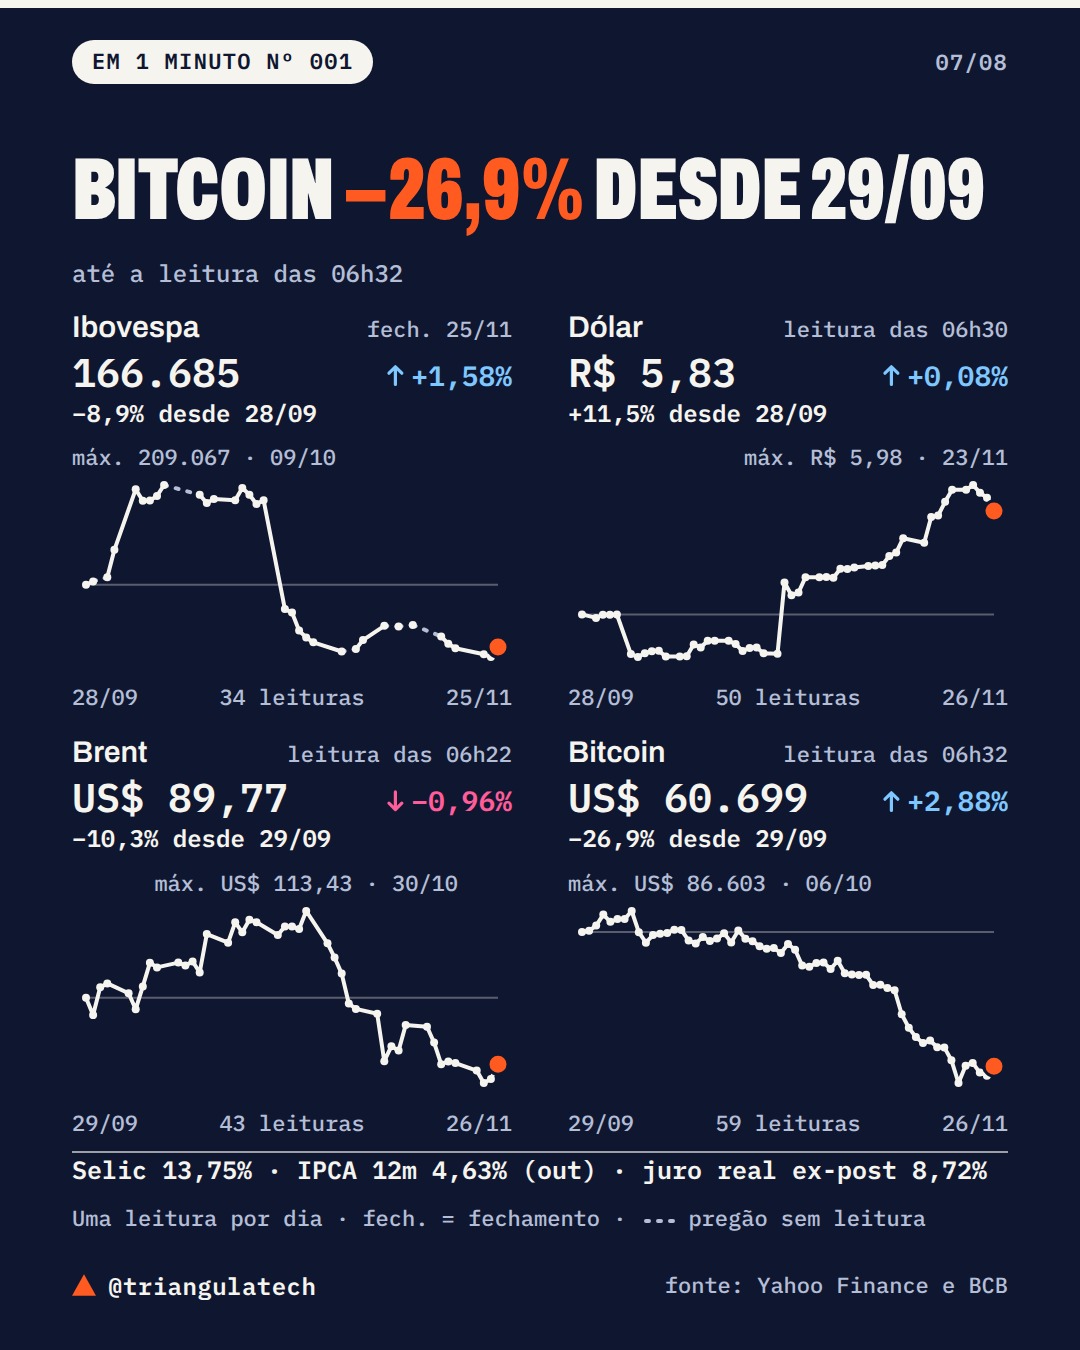 EM 1 MINUTO Nº 001
07/08
BITCOIN −26,9% DESDE 29/09
até a leitura das 06h32
Ibovespa
fech. 25/11
166.685
↑+1,58%
−8,9% desde 28/09
máx. 209.067 · 09/10
28/09
34 leituras
25/11
Dólar
leitura das 06h30
R$ 5,83
↑+0,08%
+11,5% desde 28/09
máx. R$ 5,98 · 23/11
28/09
50 leituras
26/11
Brent
leitura das 06h22
US$ 89,77
↓−0,96%
−10,3% desde 29/09
máx. US$ 113,43 · 30/10
29/09
43 leituras
26/11
Bitcoin
leitura das 06h32
US$ 60.699
↑+2,88%
−26,9% desde 29/09
máx. US$ 86.603 · 06/10
29/09
59 leituras
26/11
Selic 13,75% · IPCA 12m 4,63% (out) · juro real ex-post 8,72%
Uma leitura por dia · fech. = fechamento · --- pregão sem leitura
@triangulatech
fonte: Yahoo Finance e BCB